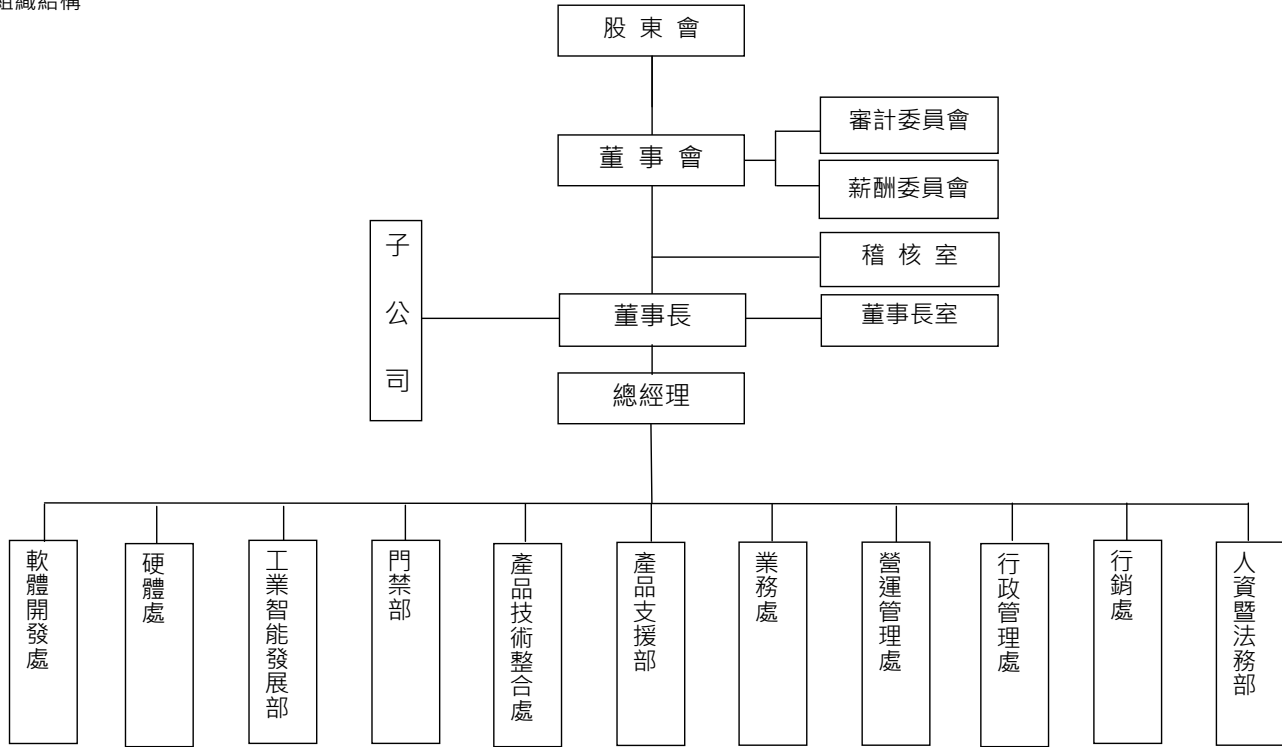 組織結構
股 東 會
審計委員會
董 事 會
薪酬委員會
子公司
稽 核 室
董事長
董事長室
總經理
軟體開發處
硬體處
工業智能發展部
門禁部
產品技術整合處
產品支援部
業務處
營運管理處
行政管理處
行銷處
人資暨法務部